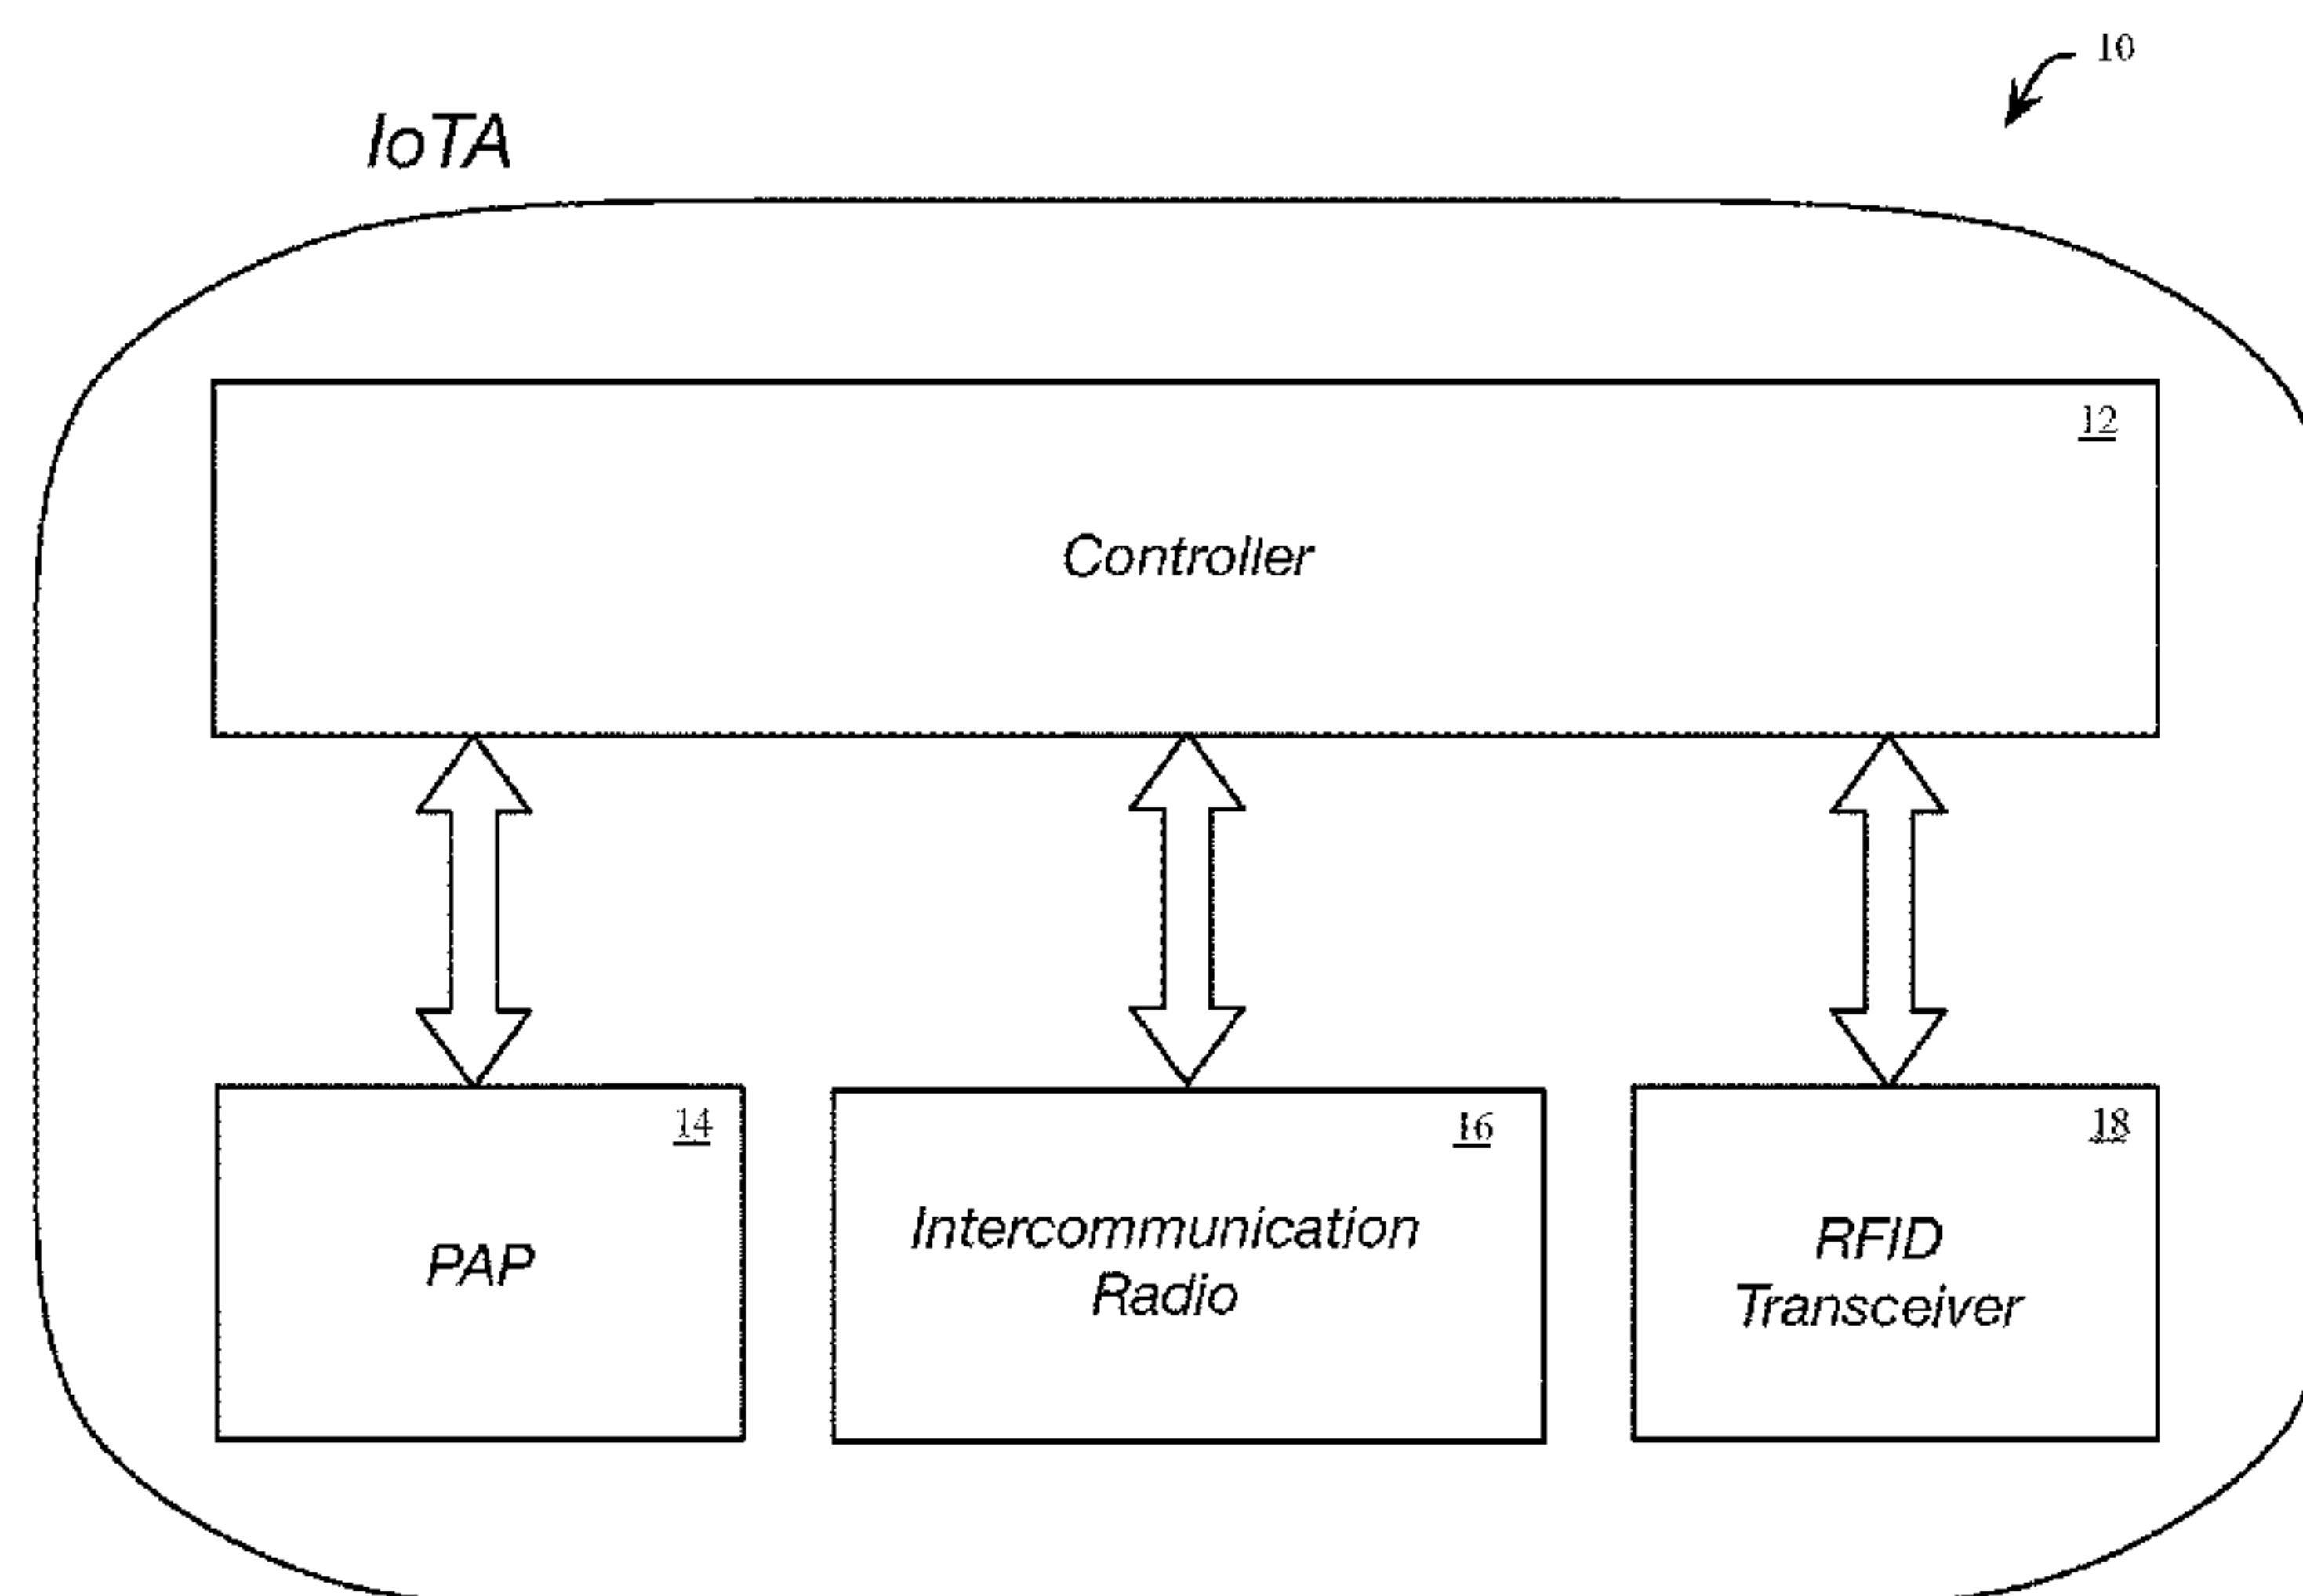 10
IoTA
12
Controller
14
PAP
16
Intercommunication
Radio
18
RFID
Transceiver